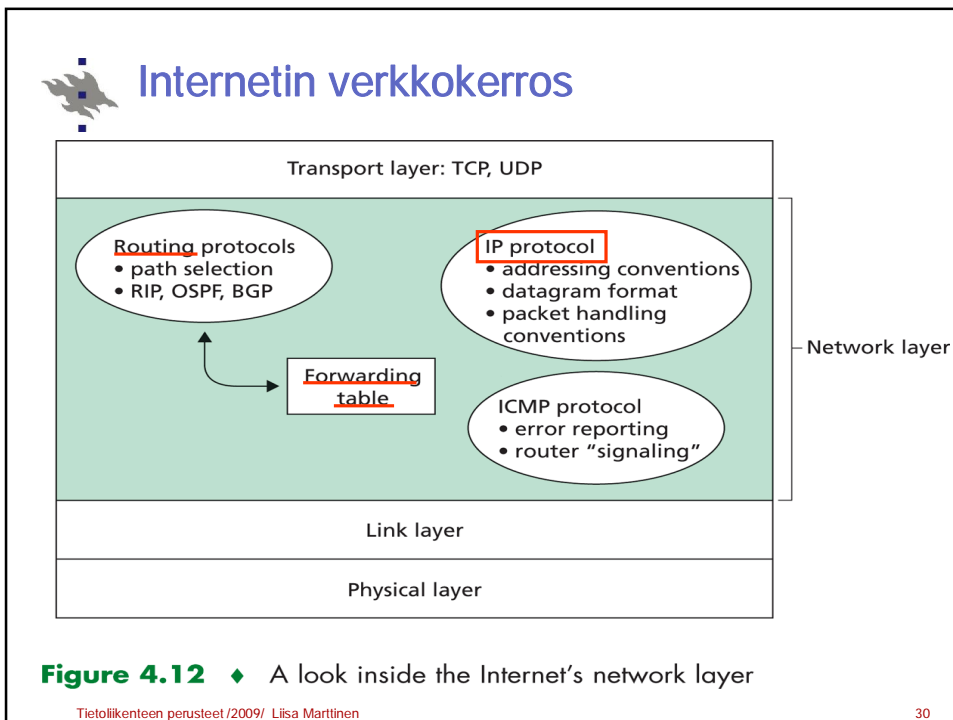 Internetin verkkokerros
Transport layer: TCP, UDP
Routing protocols
• path selection
• RIP, OSPF, BGP
IP protocol
• addressing conventions
• datagram format
• packet handling
conventions
Network layer
Forwarding
table
ICMP protocol
• error reporting
• router “signaling”
Link layer
Physical layer
Figure 4.12 ♦ A look inside the Internet’s network layer
Tietoliikenteen perusteet /2009/ Liisa Marttinen
30